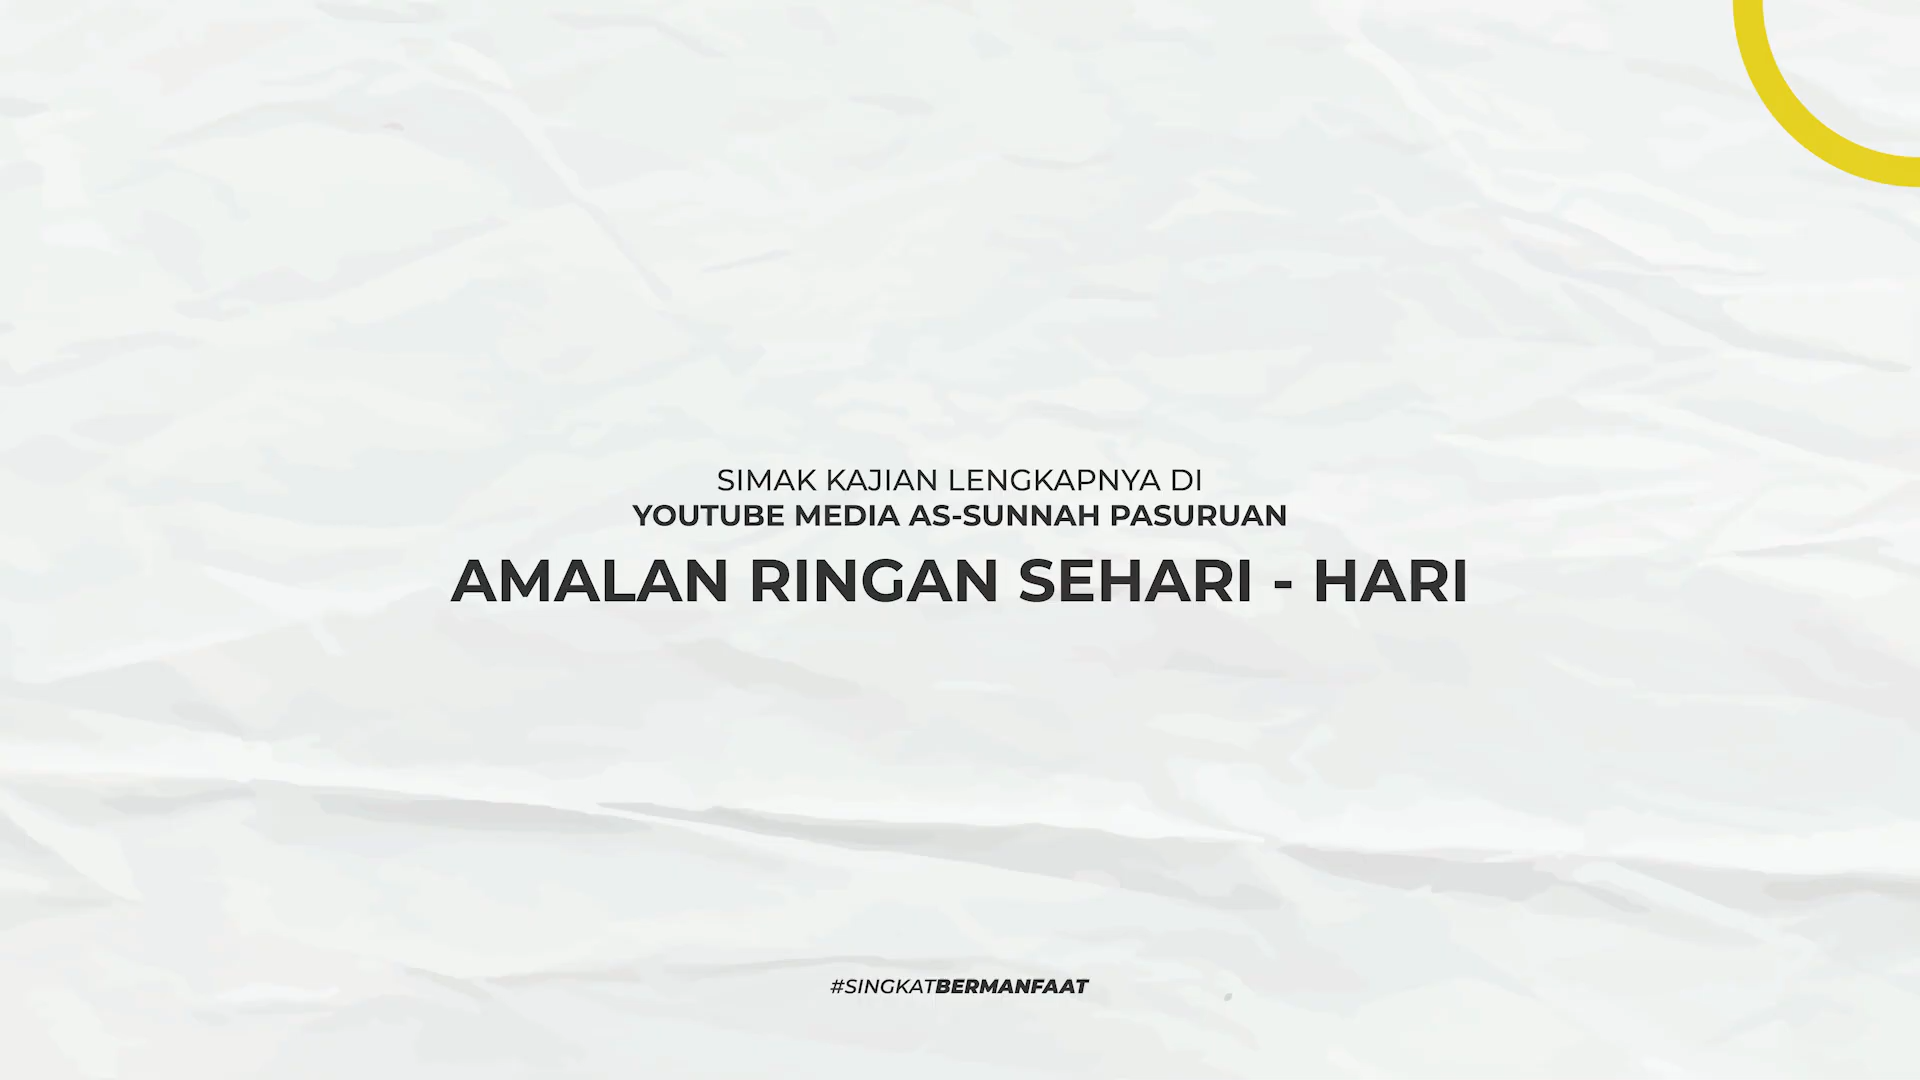 SIMAK KAJIAN LENGKAPNYA DI
YOUTUBE MEDIA AS-SUNNAH PASURUAN
AMALAN RINGAN SEHARI - HARI
#SINGKATBERMANFAAT